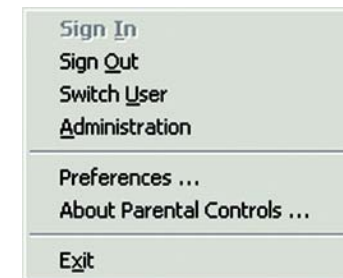 Sign In
Sign Out
Switch User
Administration
Preferences ...
About Parental Controls ...
Exit